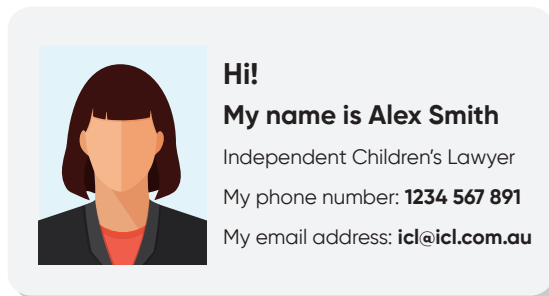 Hi!
My name is Alex Smith
Independent Children’s Lawyer
My phone number: 1234 567 891
My email address: icl@icl.com.au